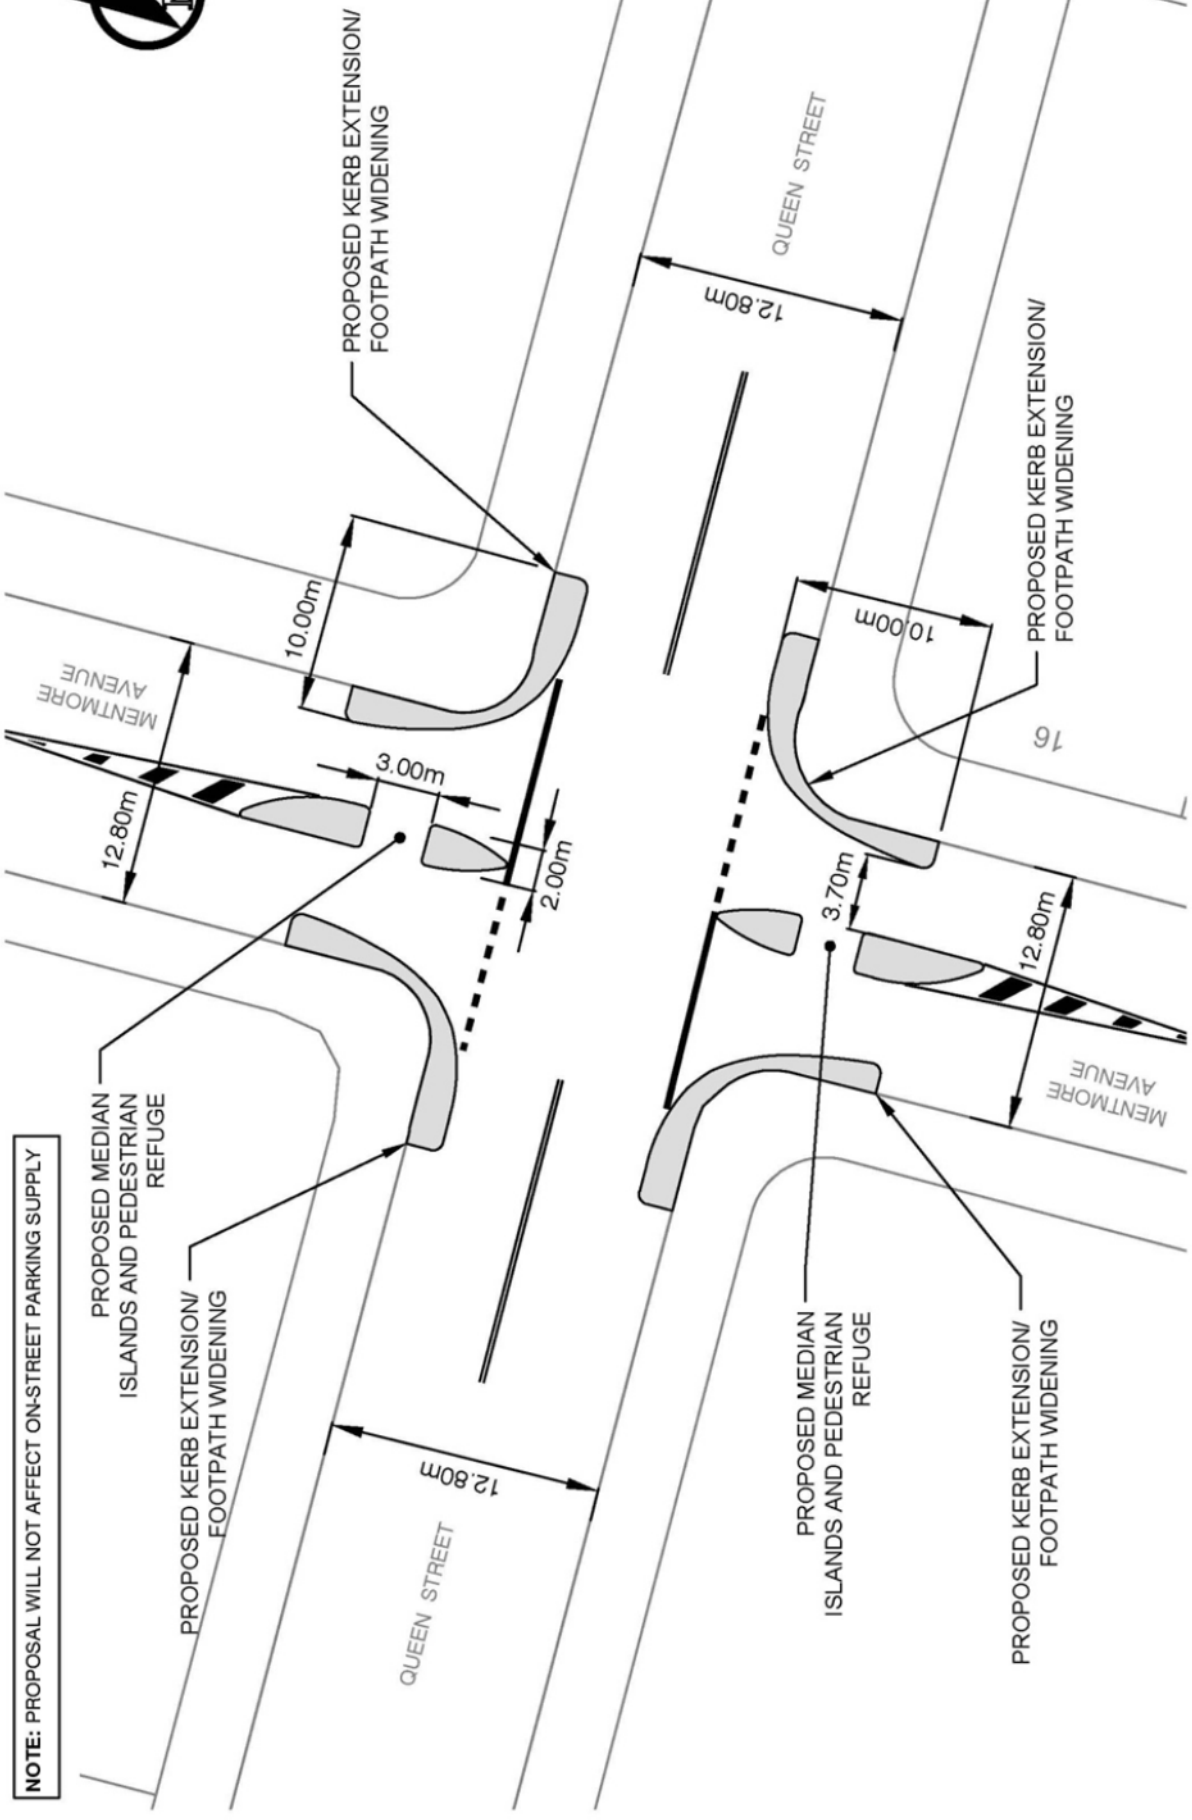 NOTE: PROPOSAL WILL NOT AFFECT ON-STREET PARKING SUPPLY
PROPOSED MEDIAN
ISLANDS AND PEDESTRIAN
REFUGE
PROPOSED KERB EXTENSION/
FOOTPATH WIDENING
QUEEN STREET
12.80m
12.80m
MENTMORE
AVENUE
10.00m
3.00m
2.00m
PROPOSED KERB EXTENSION/
FOOTPATH WIDENING
QUEEN STREET
12.80m
10.00m
PROPOSED KERB EXTENSION/
FOOTPATH WIDENING
16
3.70m
12.80m
MENTMORE
AVENUE
PROPOSED MEDIAN
ISLANDS AND PEDESTRIAN
REFUGE
PROPOSED KERB EXTENSION/
FOOTPATH WIDENING